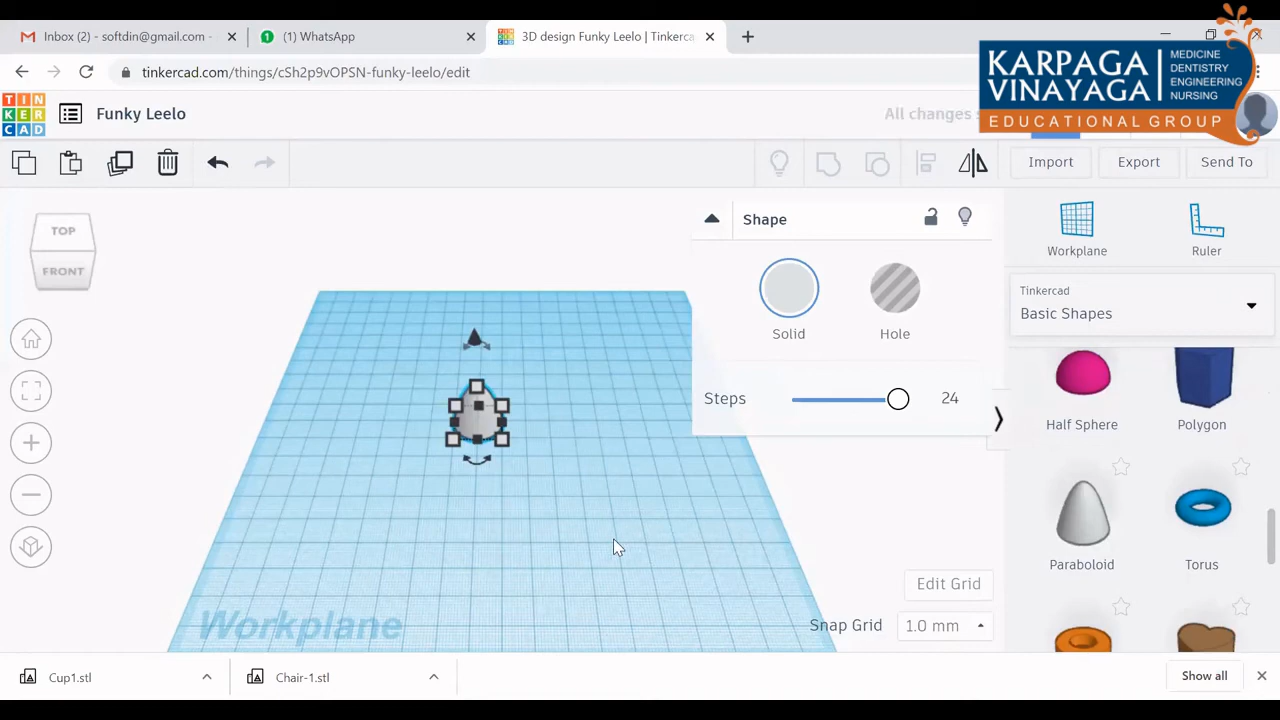 Inbox (2) - softdin@gmail.com -
(1) WhatsApp
3D design Funky Leelo | Tinkerca
tinkercad.com/things/cSh2p9vOPSN-funky-leelo/edit
KARPAGA
VINAYAGA
MEDICINE
DENTISTRY
ENGINEERING
NURSING
EDUCATIONAL GROUP
TIN
KER
CAD
Funky Leelo
All changes s
Import
Export
Send To
TOP
FRONT
Shape
Solid
Hole
Steps
24
Workplane
Ruler
Tinkercad
Basic Shapes
Half Sphere
Polygon
Paraboloid
Torus
Workplane
Edit Grid
Snap Grid
1.0 mm
Cup1.stl
Chair-1.stl
Show all